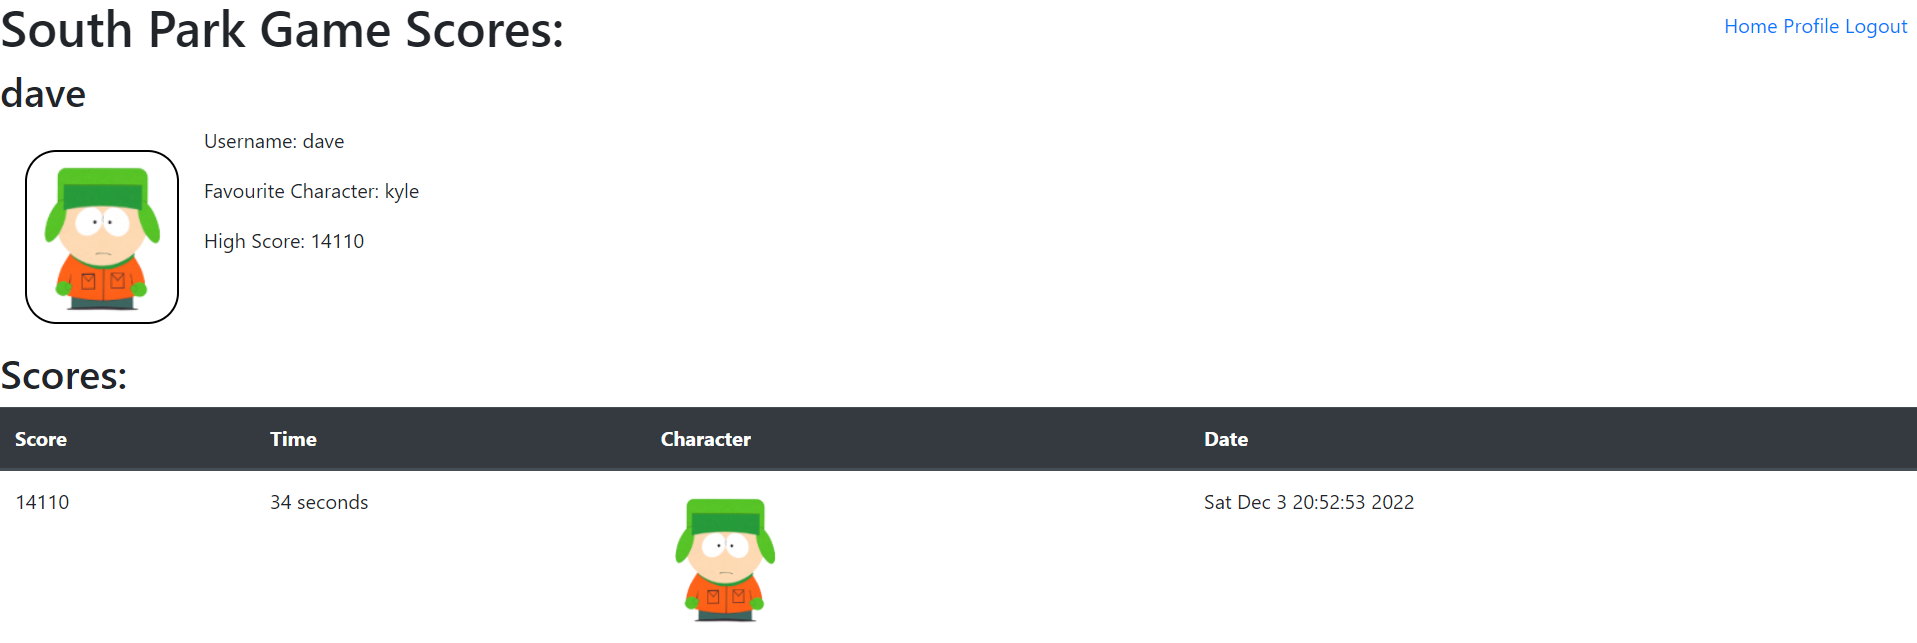 South Park Game Scores:
Home Profile Logout
dave
Username: dave
Favourite Character: kyle
High Score: 14110
Scores:
Score Time Character Date
14110 34 seconds Sat Dec 3 20:52:53 2022